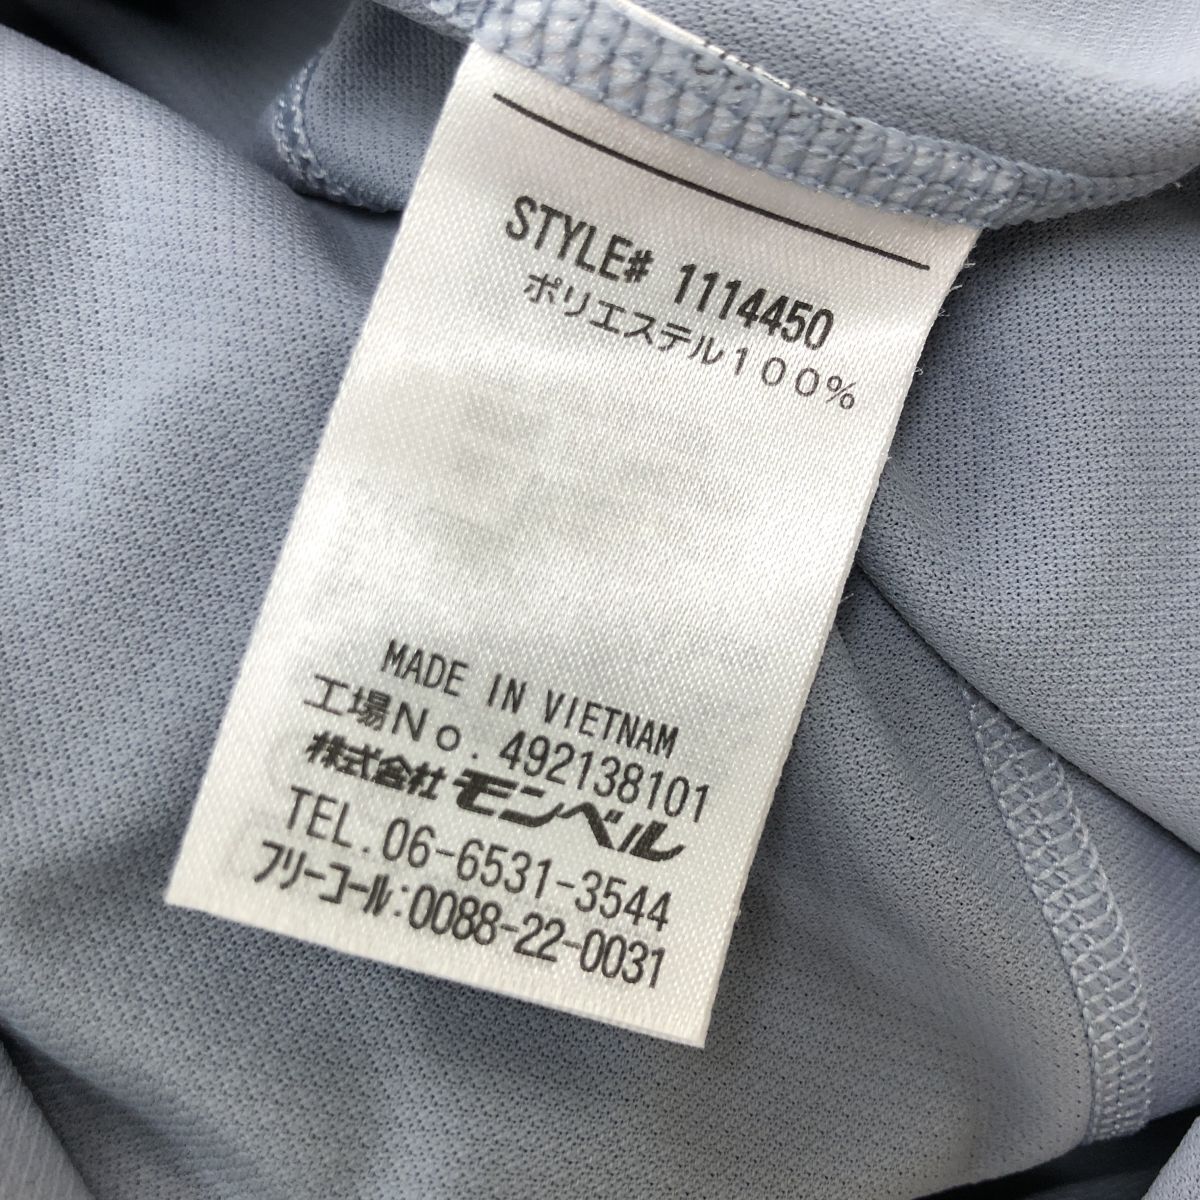 STYLE# 1114450
ポリエステル100%
MADE IN VIETNAM
工場No. 492138101
株式会社モンベル
TEL. 06-6531-3544
フリーコール:0088-22-0031